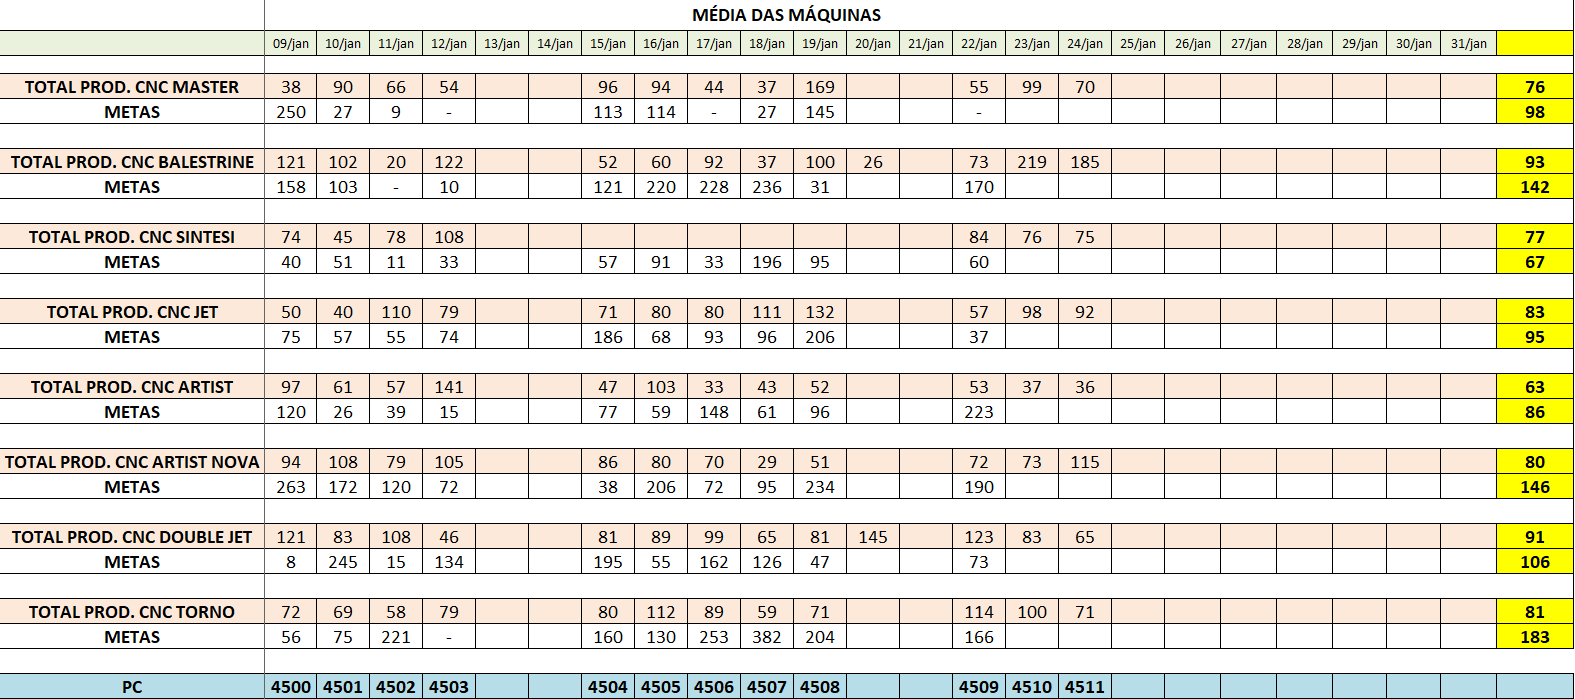 MÉDIA DAS MÁQUINAS
09/jan 10/jan 11/jan 12/jan 13/jan 14/jan 15/jan 16/jan 17/jan 18/jan 19/jan 20/jan 21/jan 22/jan 23/jan 24/jan 25/jan 26/jan 27/jan 28/jan 29/jan 30/jan 31/jan
TOTAL PROD. CNC MASTER 38 90 66 54 96 94 44 37 169 55 99 70 76
METAS 250 27 9 - 113 114 - 27 145 - 98
TOTAL PROD. CNC BALESTRINE 121 102 20 122 52 60 92 37 100 26 73 219 185 93
METAS 158 103 - 10 121 220 228 236 31 170 142
TOTAL PROD. CNC SINTESI 74 45 78 108 84 76 75 77
METAS 40 51 11 33 57 91 33 196 95 60 67
TOTAL PROD. CNC JET 50 40 110 79 71 80 80 111 132 57 98 92 83
METAS 75 57 55 74 186 68 93 96 206 37 95
TOTAL PROD. CNC ARTIST 97 61 57 141 47 103 33 43 52 53 37 36 63
METAS 120 26 39 15 77 59 148 61 96 223 86
TOTAL PROD. CNC ARTIST NOVA 94 108 79 105 86 80 70 29 51 72 73 115 80
METAS 263 172 120 72 38 206 72 95 234 190 146
TOTAL PROD. CNC DOUBLE JET 121 83 108 46 81 89 99 65 81 145 123 83 65 91
METAS 8 245 15 134 195 55 162 126 47 73 106
TOTAL PROD. CNC TORNO 72 69 58 79 80 112 89 59 71 114 100 71 81
METAS 56 75 221 - 160 130 253 382 204 166 183
PC 4500 4501 4502 4503 4504 4505 4506 4507 4508 4509 4510 4511